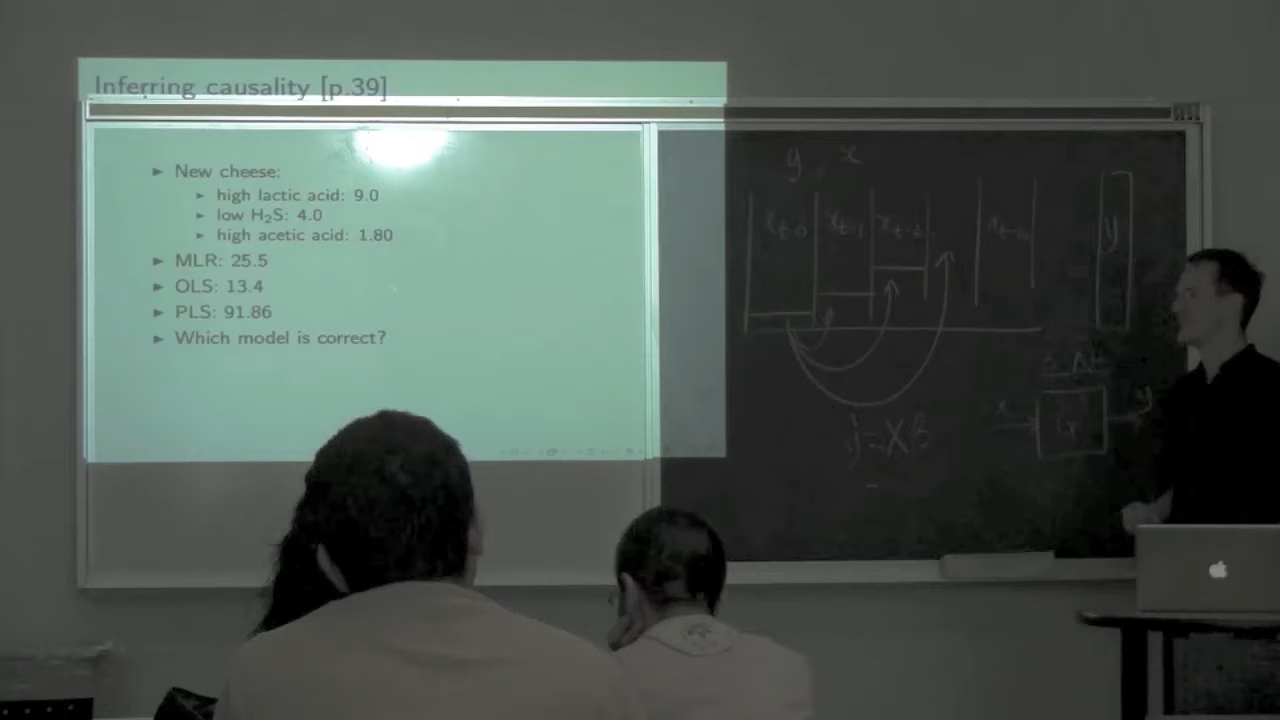 Inferring causality [p.39]
► New cheese:
► high lactic acid: 9.0
► low H₂S: 4.0
► high acetic acid: 1.80
► MLR: 25.5
► OLS: 13.4
► PLS: 91.86
► Which model is correct?
y, x
y
x